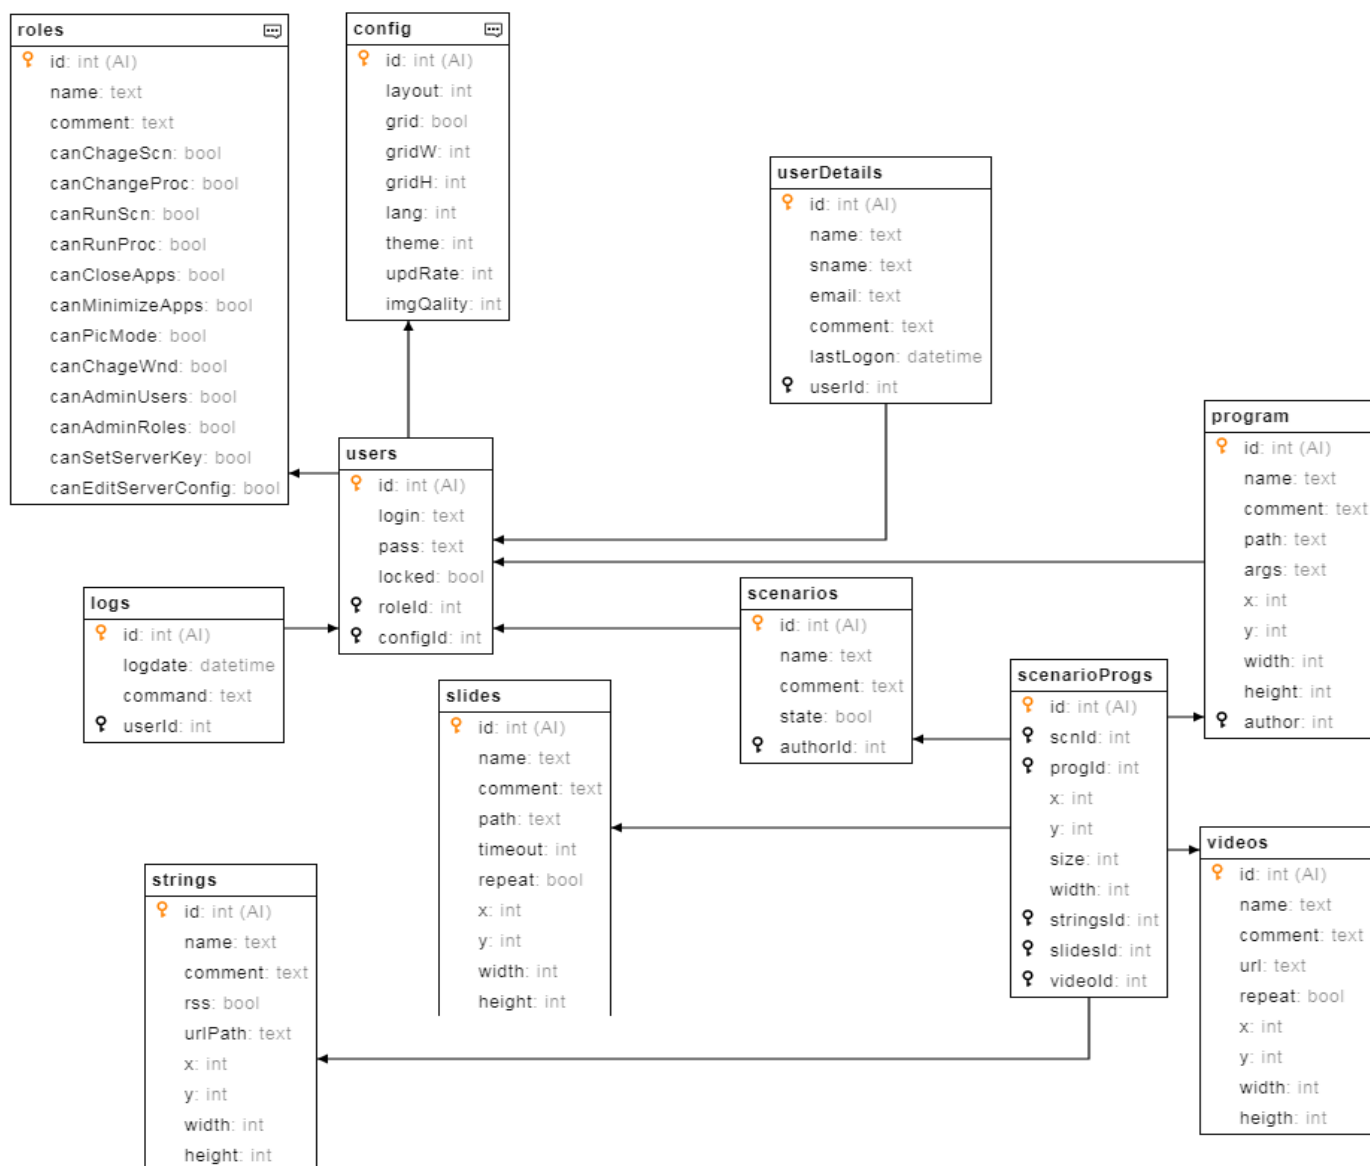 roles
id: int (AI)
name: text
comment: text
canChageScn: bool
canChangeProc: bool
canRunScn: bool
canRunProc: bool
canCloseApps: bool
canMinimizeApps: bool
canPicMode: bool
canChageWnd: bool
canAdminUsers: bool
canAdminRoles: bool
canSetServerKey: bool
canEditServerConfig: bool
config
id: int (AI)
layout: int
grid: bool
gridW: int
gridH: int
lang: int
theme: int
updRate: int
imgQality: int
userDetails
id: int (AI)
name: text
sname: text
email: text
comment: text
lastLogon: datetime
userId: int
program
id: int (AI)
name: text
comment: text
path: text
args: text
x: int
y: int
width: int
height: int
author: int
users
id: int (AI)
login: text
pass: text
locked: bool
roleId: int
configId: int
logs
id: int (AI)
logdate: datetime
command: text
userId: int
scenarios
id: int (AI)
name: text
comment: text
state: bool
authorId: int
scenarioProgs
id: int (AI)
scnId: int
progId: int
x: int
y: int
size: int
width: int
stringsId: int
slidesId: int
videoId: int
slides
id: int (AI)
name: text
comment: text
path: text
timeout: int
repeat: bool
x: int
y: int
width: int
height: int
videos
id: int (AI)
name: text
comment: text
url: text
repeat: bool
x: int
y: int
width: int
heigth: int
strings
id: int (AI)
name: text
comment: text
rss: bool
urlPath: text
x: int
y: int
width: int
height: int